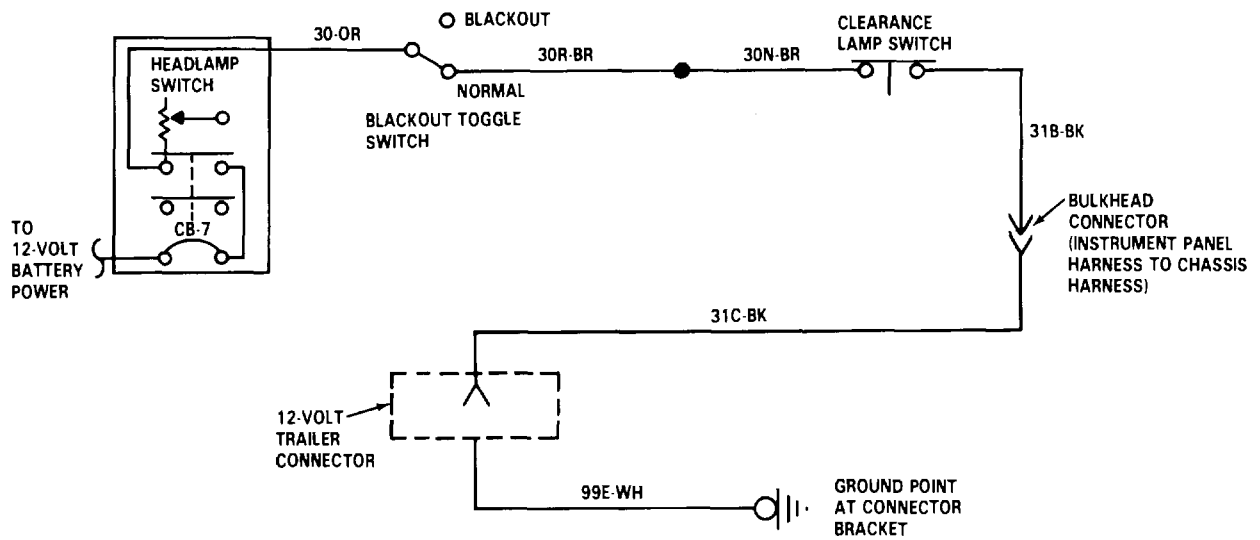 BLACKOUT
30-OR
HEADLAMP
SWITCH
NORMAL
BLACKOUT TOGGLE
SWITCH
30R-BR
30N-BR
CLEARANCE
LAMP SWITCH
31B-BK
CB-7
TO
12-VOLT
BATTERY
POWER
BULKHEAD
CONNECTOR
(INSTRUMENT PANEL
HARNESS TO CHASSIS
HARNESS)
31C-BK
12-VOLT
TRAILER
CONNECTOR
99E-WH
GROUND POINT
AT CONNECTOR
BRACKET